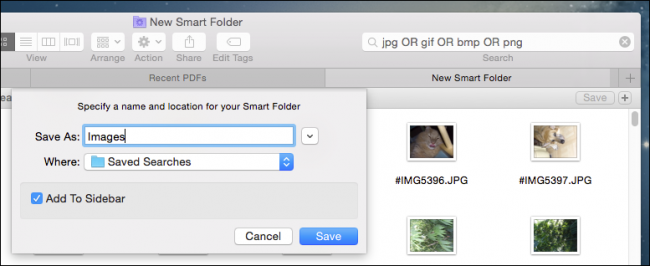 New Smart Folder
jpg OR gif OR bmp OR png
View Arrange Action Share Edit Tags Search
Recent PDFs New Smart Folder
Save
Specify a name and location for your Smart Folder
Save As: Images
Where: Saved Searches
Add To Sidebar
Cancel Save
#IMG5396.JPG #IMG5397.JPG